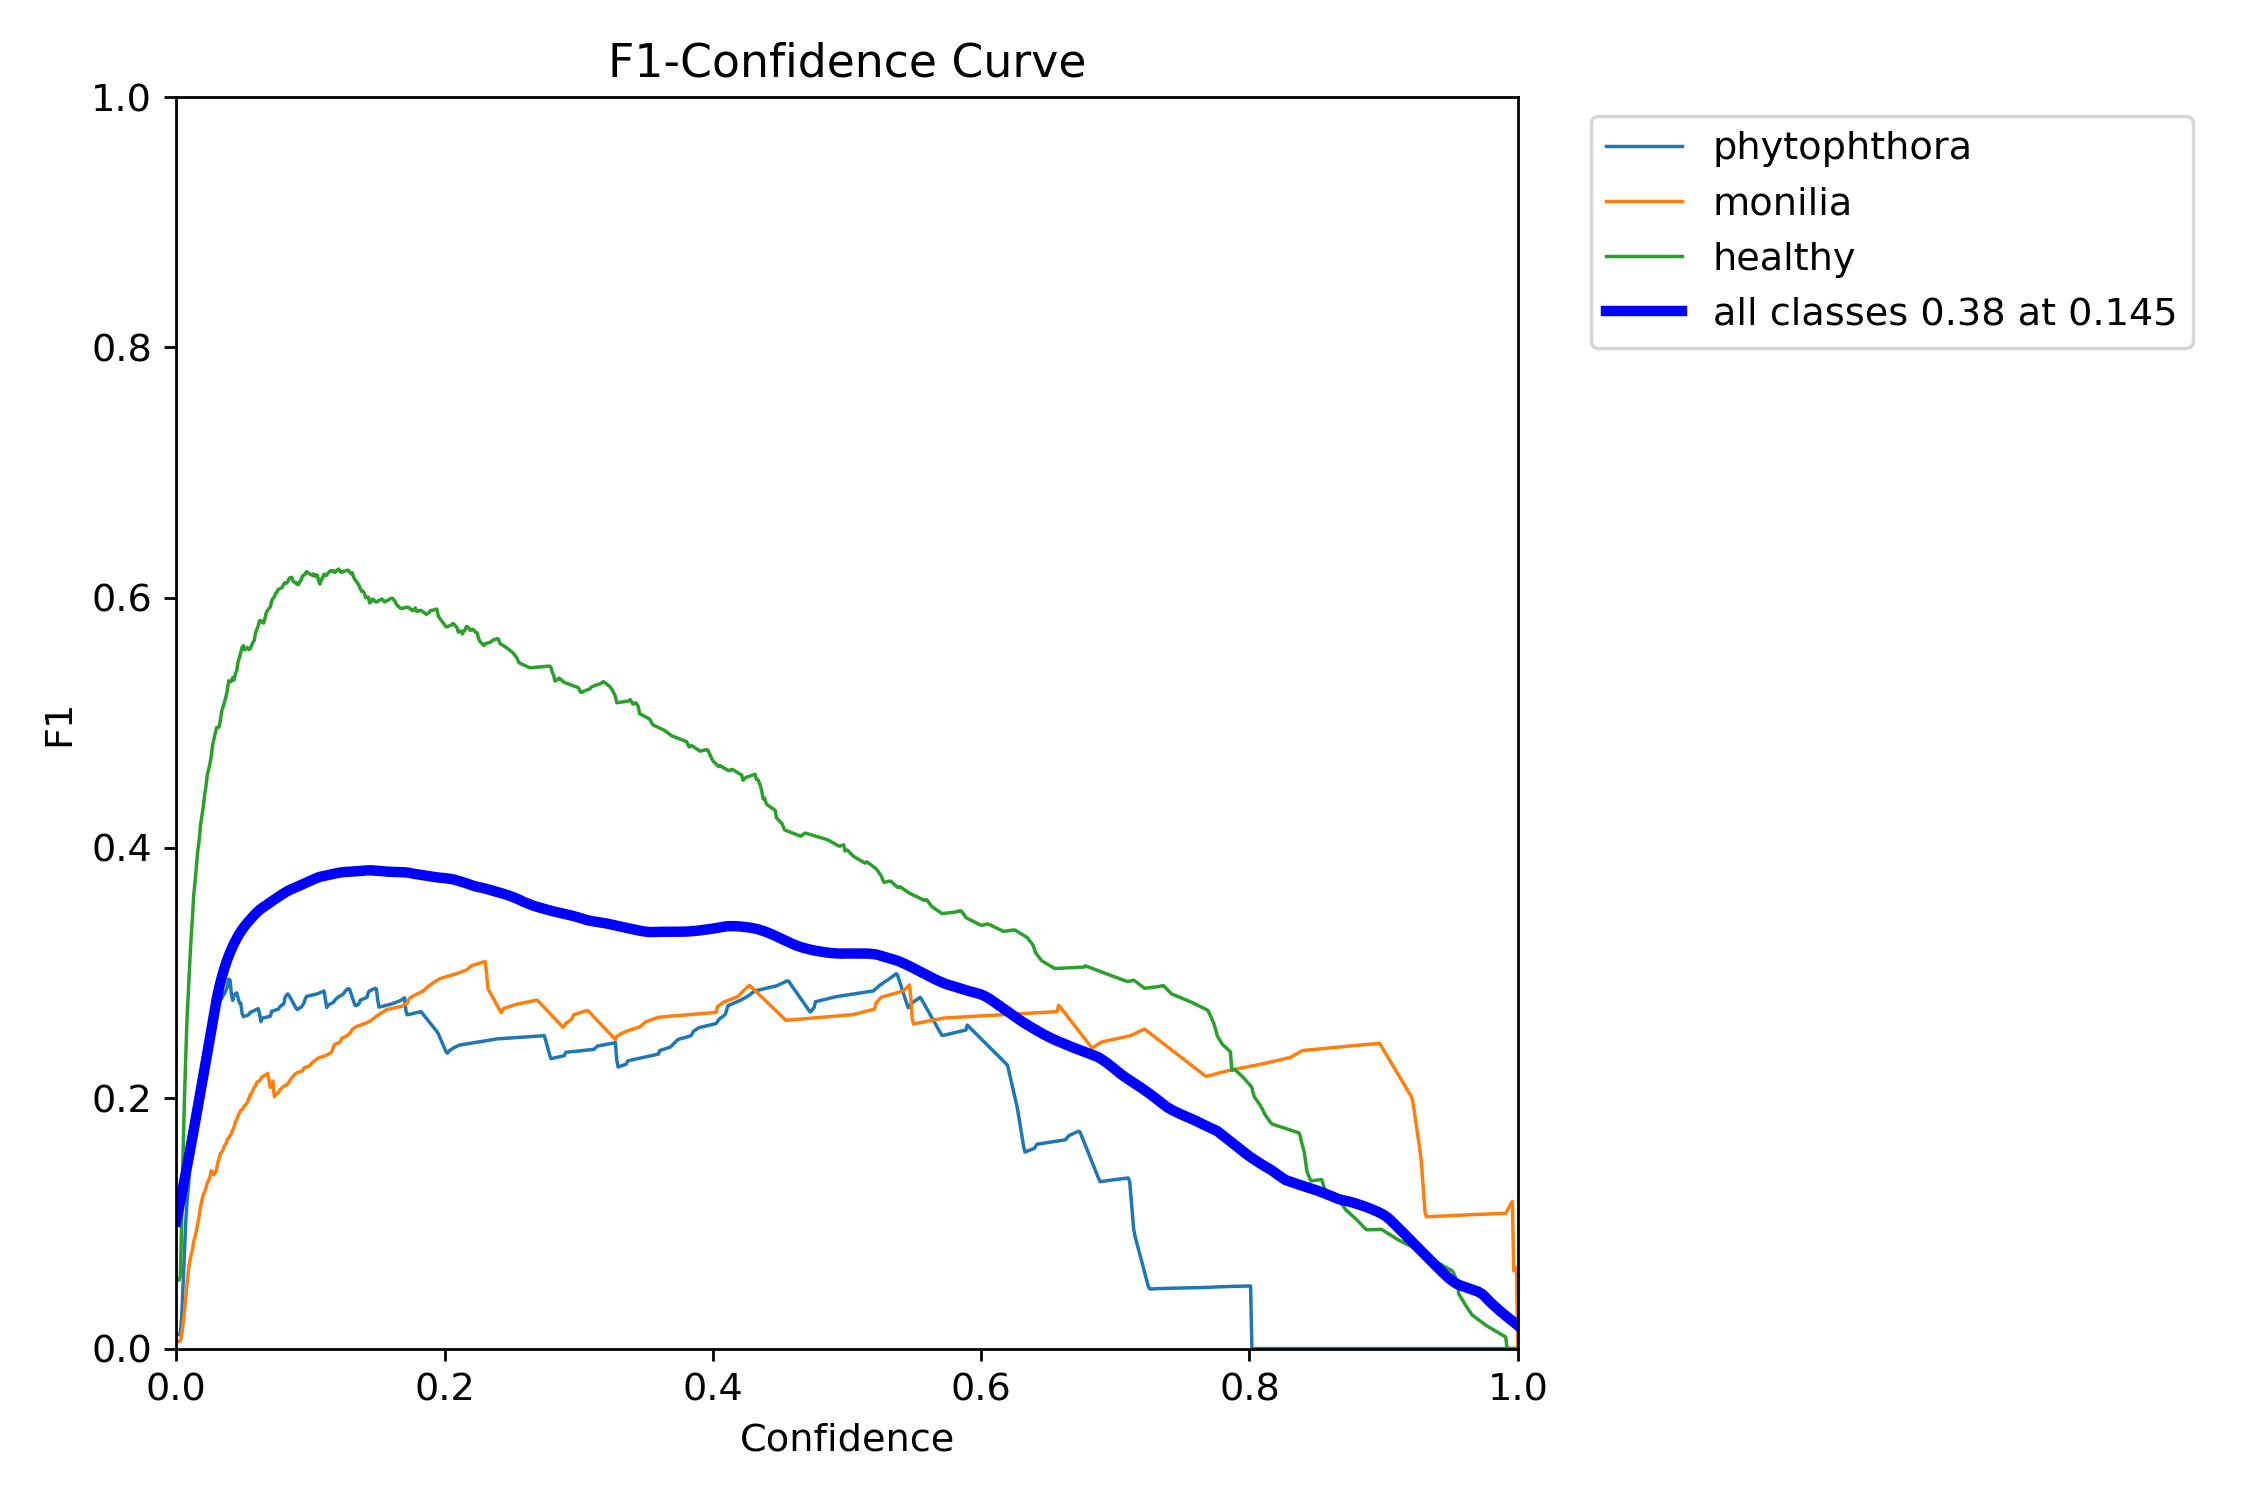 F1-Confidence Curve
1.0
0.8
0.6
0.4
0.2
0.0
F1
0.0 0.2 0.4 0.6 0.8 1.0
Confidence
phytophthora
monilia
healthy
all classes 0.38 at 0.145